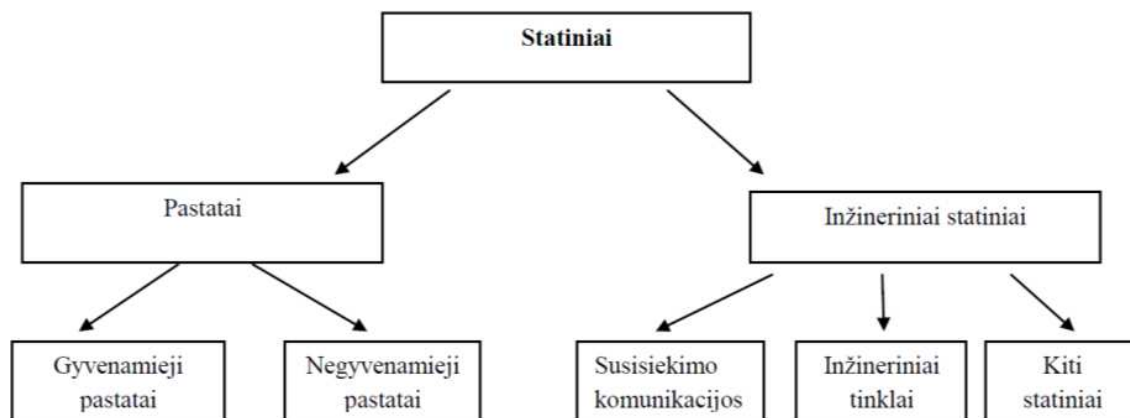 Statiniai
Pastatai
Inžineriniai statiniai
Gyvenamieji
pastatai
Negyvenamieji
pastatai
Susisiekimo
komunikacijos
Inžineriniai
tinklai
Kiti
statiniai